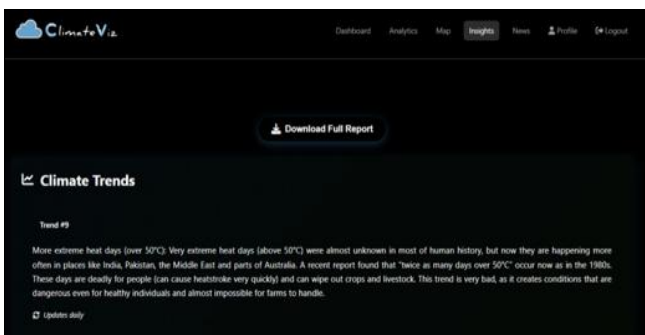 ClimateViz
Dashboard Analytics Map Insights News Profile Logout
Download Full Report
Climate Trends
Trend #9
More extreme heat days (over 50°C): Very extreme heat days (above 50°C) were almost unknown in most of human history, but now they are happening more
often in places like India, Pakistan, the Middle East and parts of Australia. A recent report found that "twice as many days over 50°C" occur now as in the 1980s.
These days are deadly for people (can cause heatstroke very quickly) and can wipe out crops and livestock. This trend is very bad, as it creates conditions that are
dangerous even for healthy individuals and almost impossible for farms to handle.
Updates daily